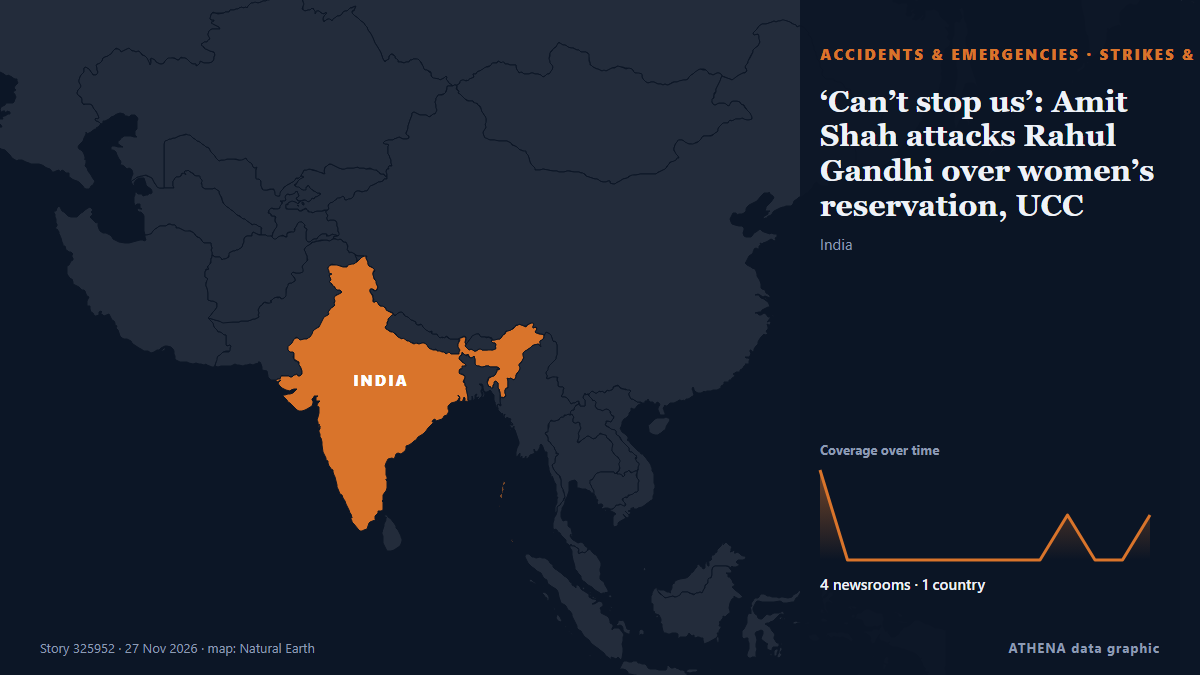 ACCIDENTS & EMERGENCIES · STRIKES &
‘Can’t stop us’: Amit
Shah attacks Rahul
Gandhi over women’s
reservation, UCC
India
INDIA
Coverage over time
4 newsrooms · 1 country
Story 325952 · 27 Nov 2026 · map: Natural Earth
ATHENA data graphic